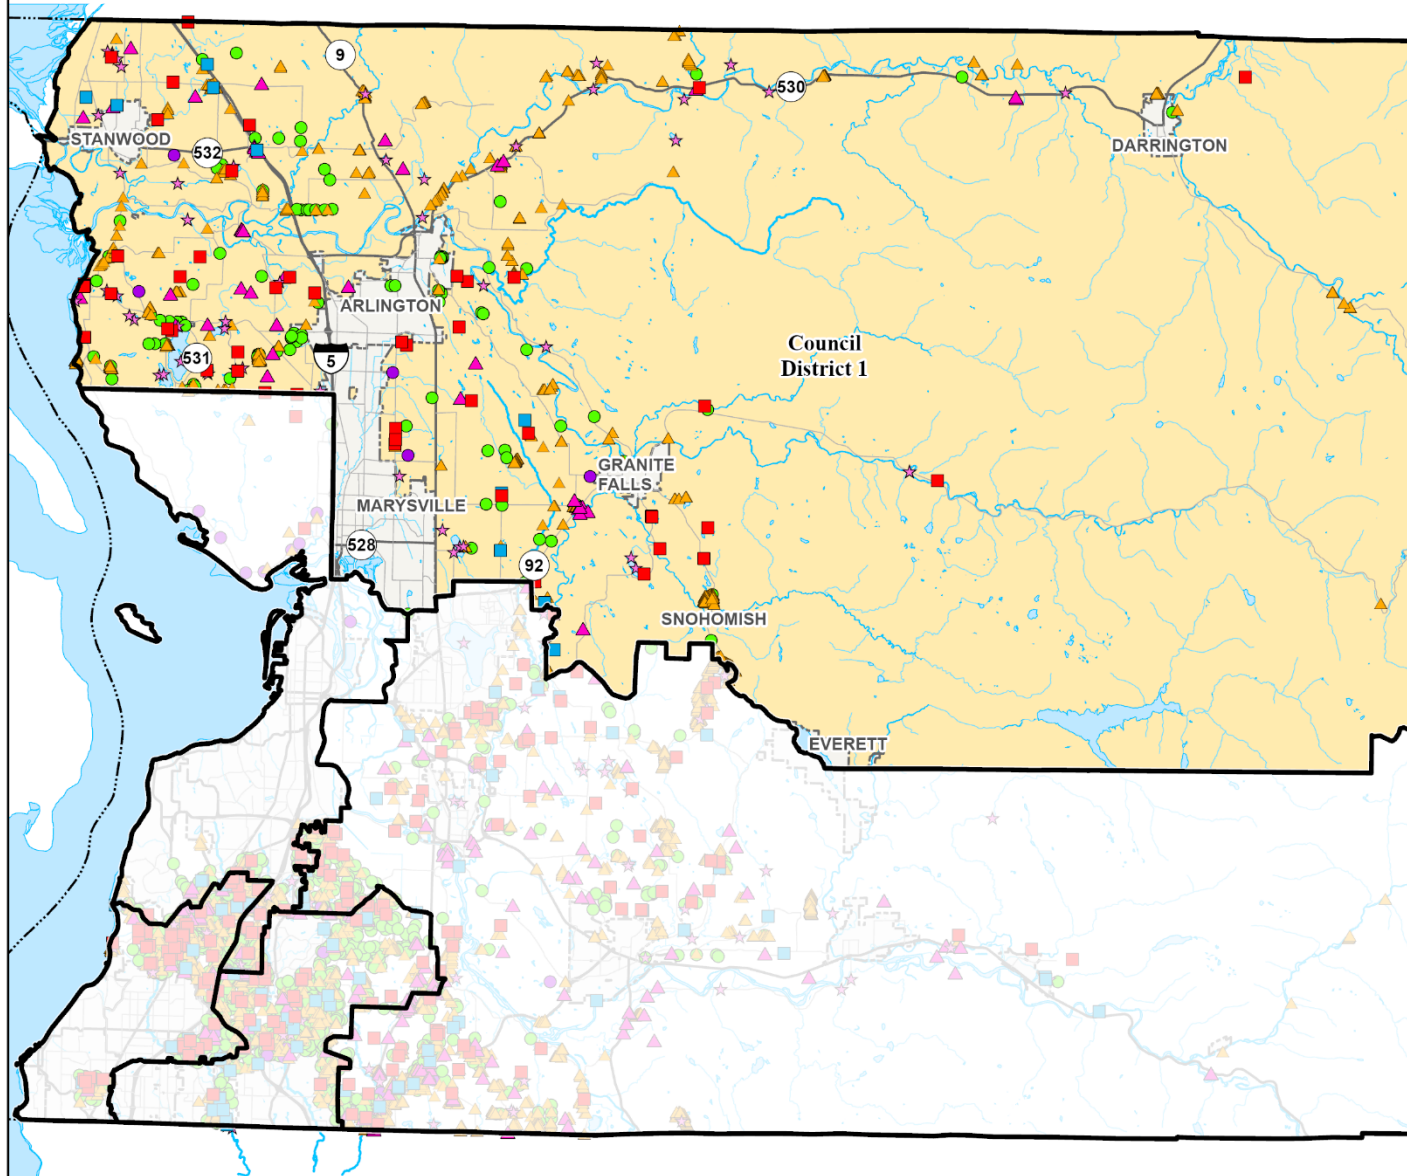 9
530
STANWOOD
532
DARRINGTON
ARLINGTON
Council
District 1
531
5
GRANITE
FALLS
MARYSVILLE
528
92
SNOHOMISH
EVERETT